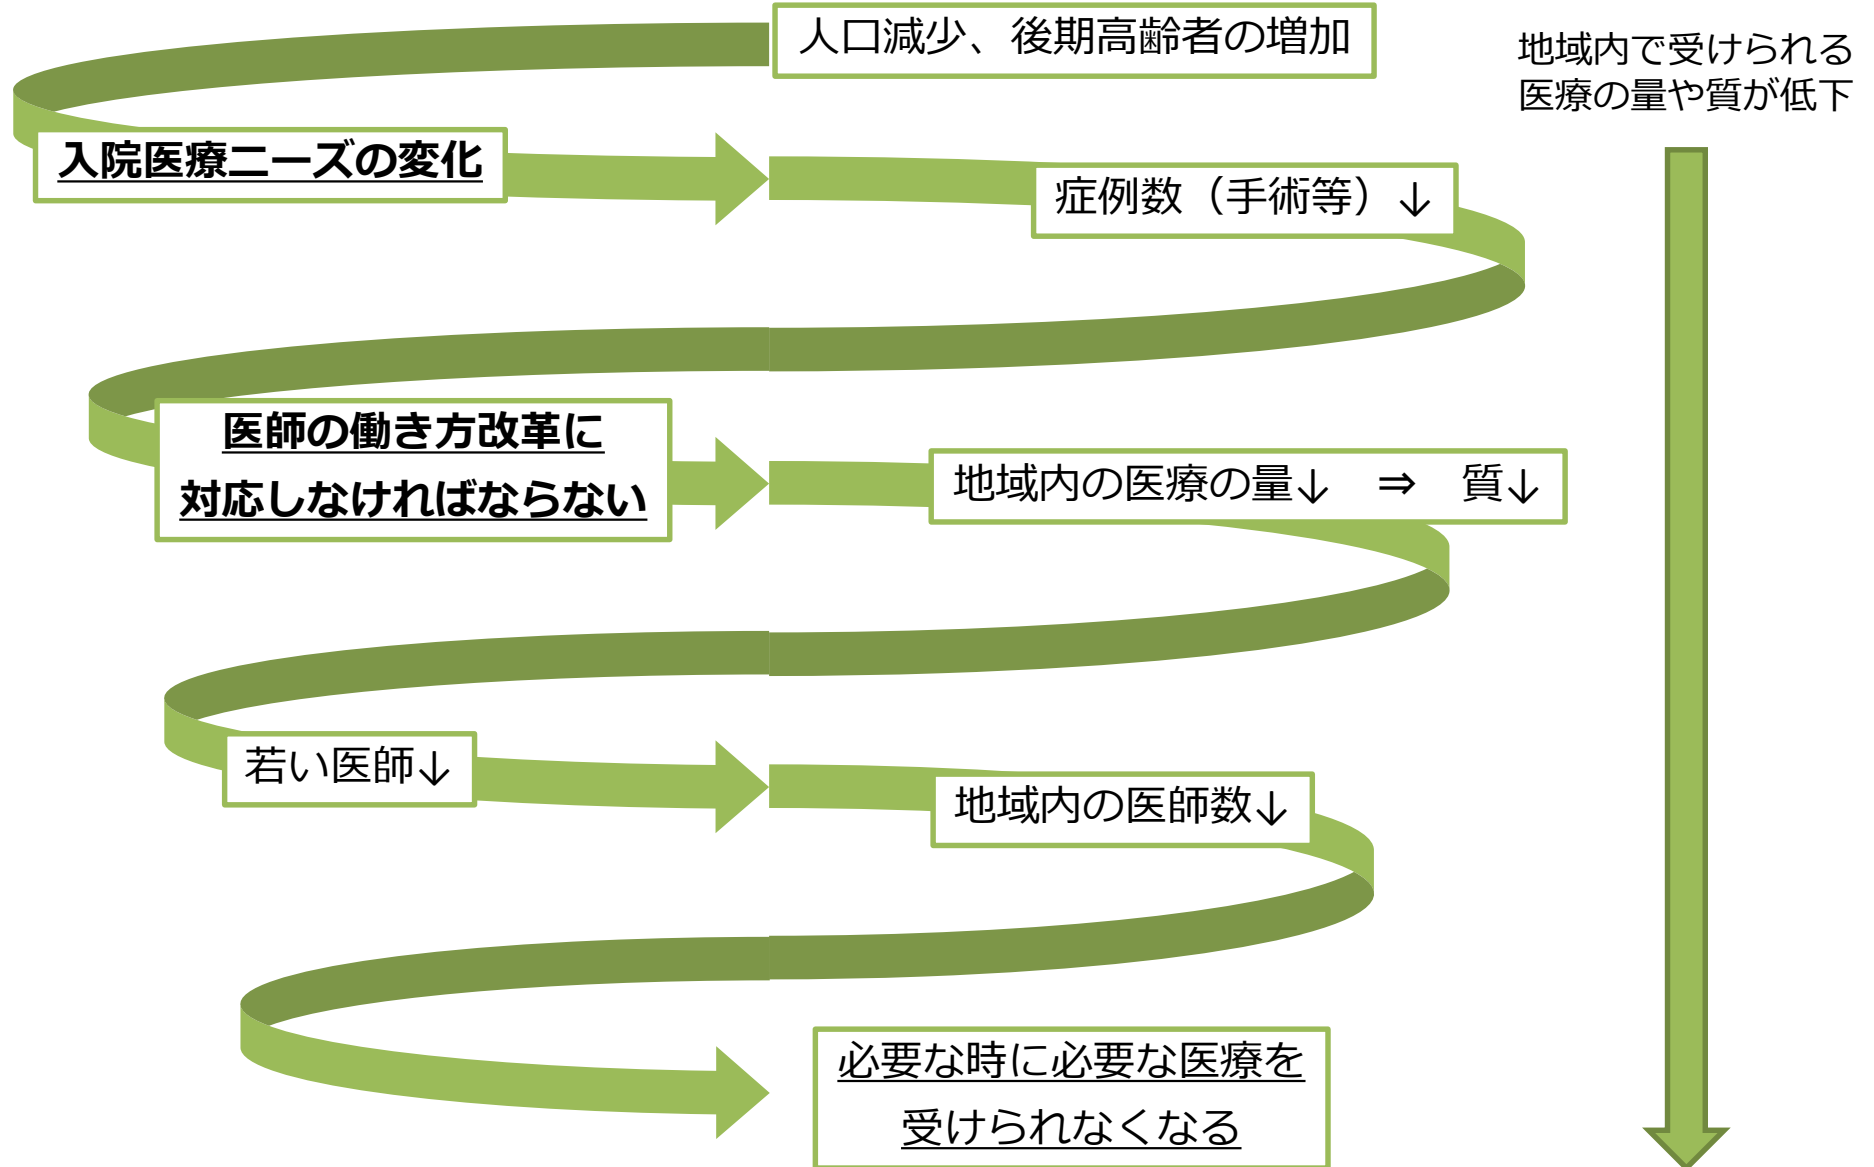 人口減少、後期高齢者の増加
地域内で受けられる
医療の量や質が低下
入院医療ニーズの変化
症例数（手術等）↓
医師の働き方改革に
対応しなければならない
地域内の医療の量↓　⇒　質↓
若い医師↓
地域内の医師数↓
必要な時に必要な医療を
受けられなくなる